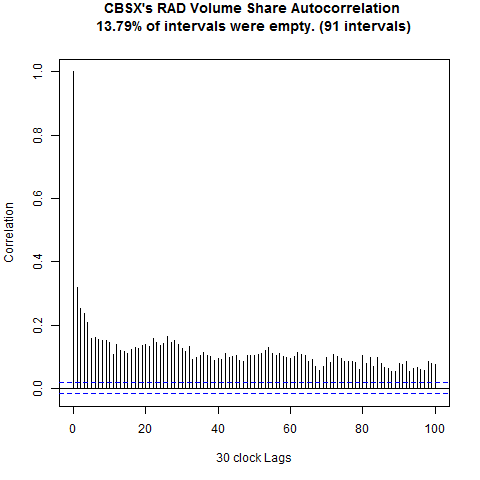 CBSX's RAD Volume Share Autocorrelation
13.79% of intervals were empty. (91 intervals)
Correlation
1.0
0.8
0.6
0.4
0.2
0.0
0 20 40 60 80 100
30 clock Lags